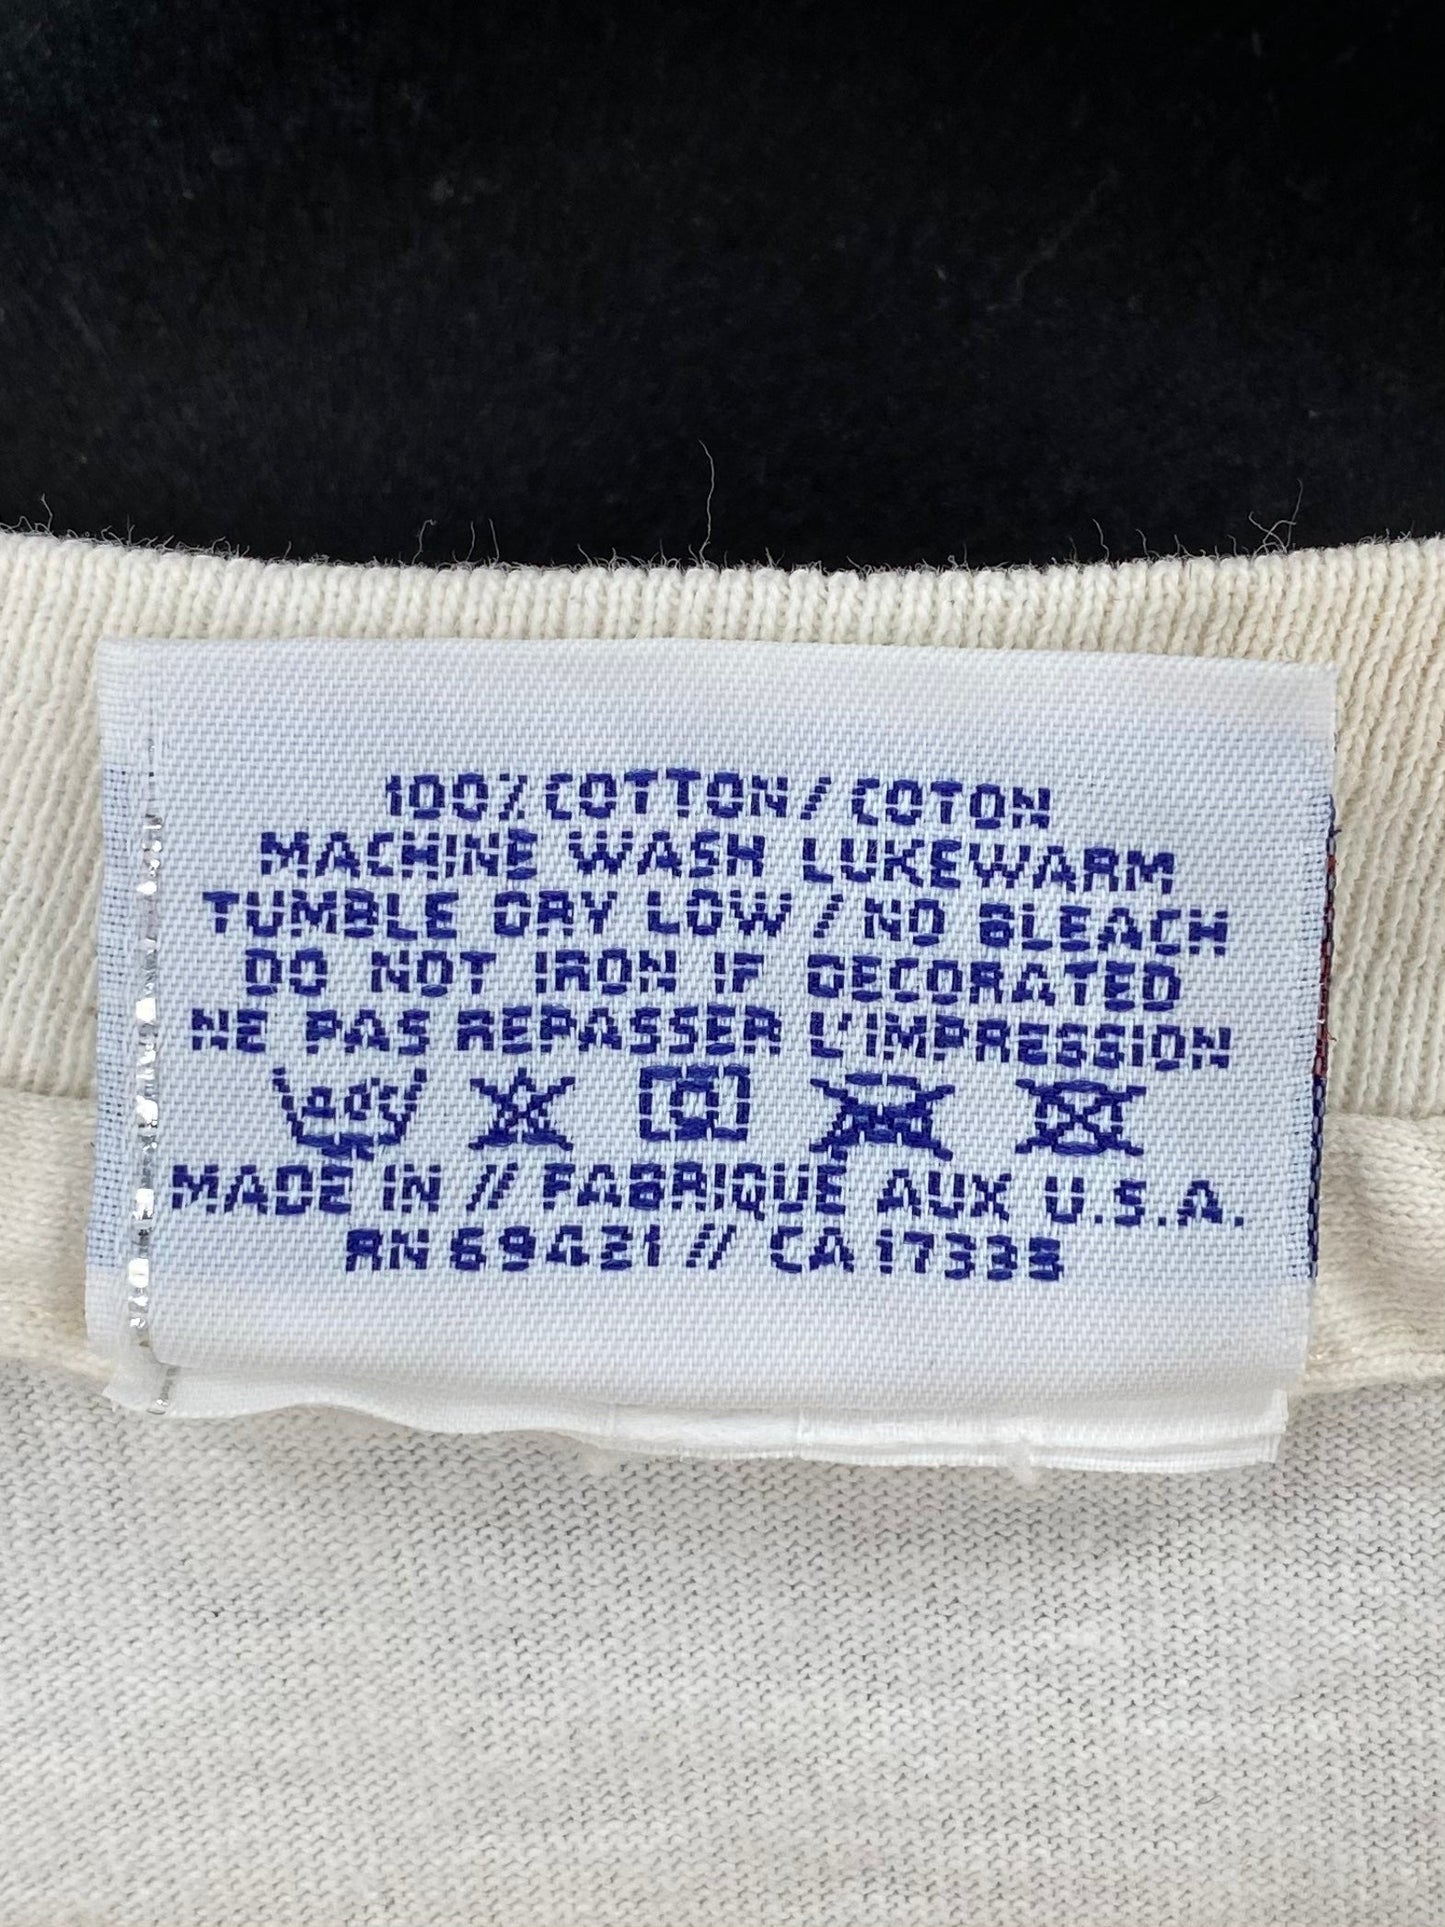 100% COTTON / COTON
MACHINE WASH LUKEWARM
TUMBLE DRY LOW / NO BLEACH
DO NOT IRON IF DECORATED
NE PAS REPASSER L'IMPRESSION
40°
MADE IN // FABRIQUE AUX U.S.A.
RN 69421 // CA 17335